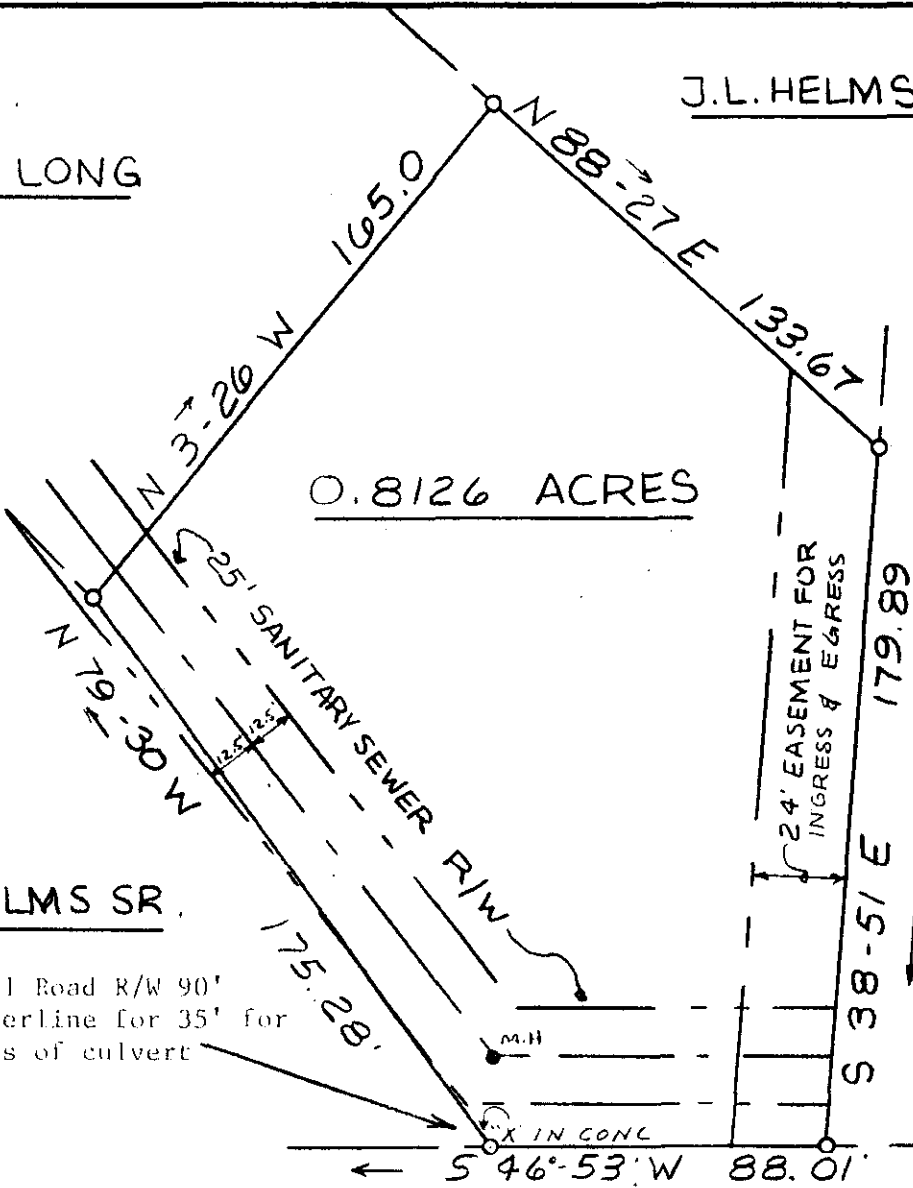 J.L. HELMS
LONG
N 3-26 W 165.0
N 88-27 E 133.67
0.8126 ACRES
25' SANITARY SEWER R/W
12.5' 12.5'
24' EASEMENT FOR
INGRESS & EGRESS
S 38-51 E 179.89
N 79-30 W 175.28'
LMS SR.
l Road R/W 90'
erline for 35' for
s of culvert
M.H
X IN CONC
S 46°-53' W 88.01'